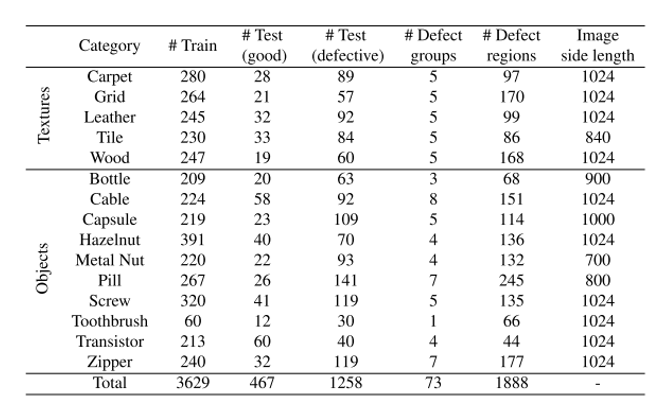 Category # Train # Test (good) # Test (defective) # Defect groups # Defect regions Image side length
Textures
Carpet 280 28 89 5 97 1024
Grid 264 21 57 5 170 1024
Leather 245 32 92 5 99 1024
Tile 230 33 84 5 86 840
Wood 247 19 60 5 168 1024
Objects
Bottle 209 20 63 3 68 900
Cable 224 58 92 8 151 1024
Capsule 219 23 109 5 114 1000
Hazelnut 391 40 70 4 136 1024
Metal Nut 220 22 93 4 132 700
Pill 267 26 141 7 245 800
Screw 320 41 119 5 135 1024
Toothbrush 60 12 30 1 66 1024
Transistor 213 60 40 4 44 1024
Zipper 240 32 119 7 177 1024
Total 3629 467 1258 73 1888 -